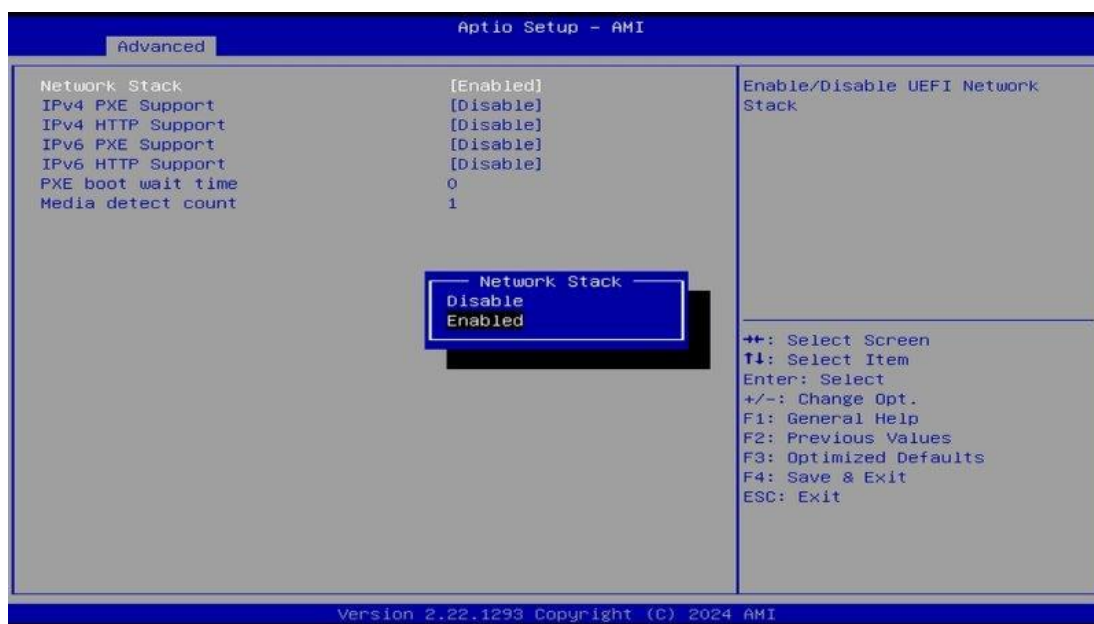 Aptio Setup – AMI
Advanced
Network Stack [Enabled]
IPv4 PXE Support [Disable]
IPv4 HTTP Support [Disable]
IPv6 PXE Support [Disable]
IPv6 HTTP Support [Disable]
PXE boot wait time 0
Media detect count 1
Network Stack
Disable
Enabled
Enable/Disable UEFI Network
Stack
→←: Select Screen
↑↓: Select Item
Enter: Select
+/-: Change Opt.
F1: General Help
F2: Previous Values
F3: Optimized Defaults
F4: Save & Exit
ESC: Exit
Version 2.22.1293 Copyright (C) 2024 AMI